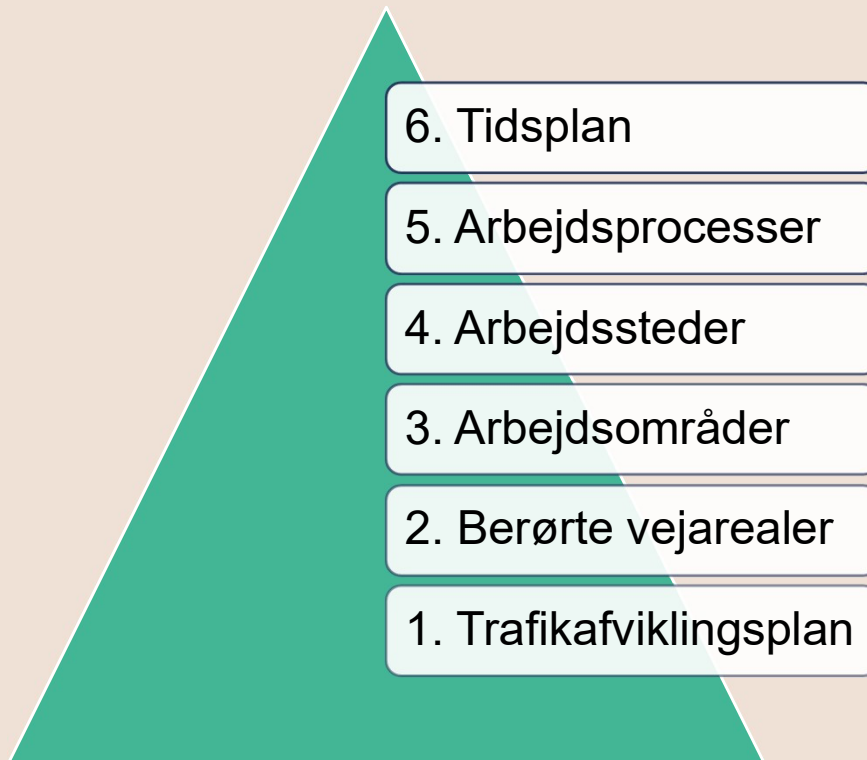 6. Tidsplan
5. Arbejdsprocesser
4. Arbejdssteder
3. Arbejdsområder
2. Berørte vejarealer
1. Trafikafviklingsplan